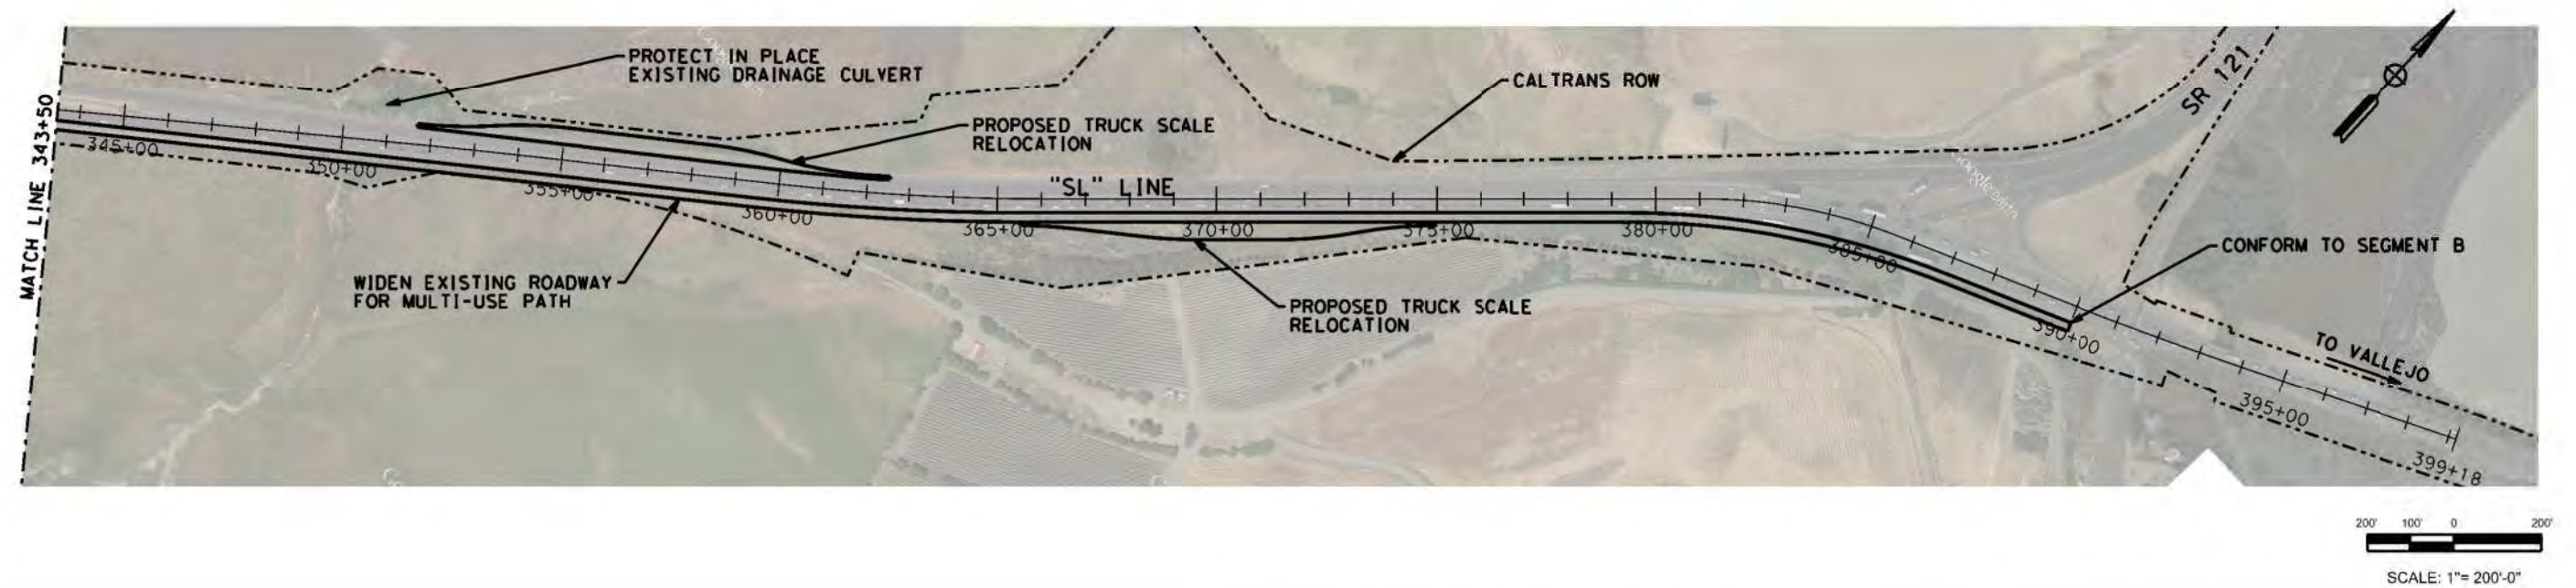 PROTECT IN PLACE
EXISTING DRAINAGE CULVERT
CALTRANS ROW
SR 121
PROPOSED TRUCK SCALE
RELOCATION
MATCH LINE 343+50
345+00
350+00
355+00
360+00
"SL" LINE
365+00
370+00
375+00
380+00
385+00
390+00
395+00
399+18
WIDEN EXISTING ROADWAY
FOR MULTI-USE PATH
PROPOSED TRUCK SCALE
RELOCATION
CONFORM TO SEGMENT B
TO VALLEJO
200' 100' 0 200'
SCALE: 1"= 200'-0"